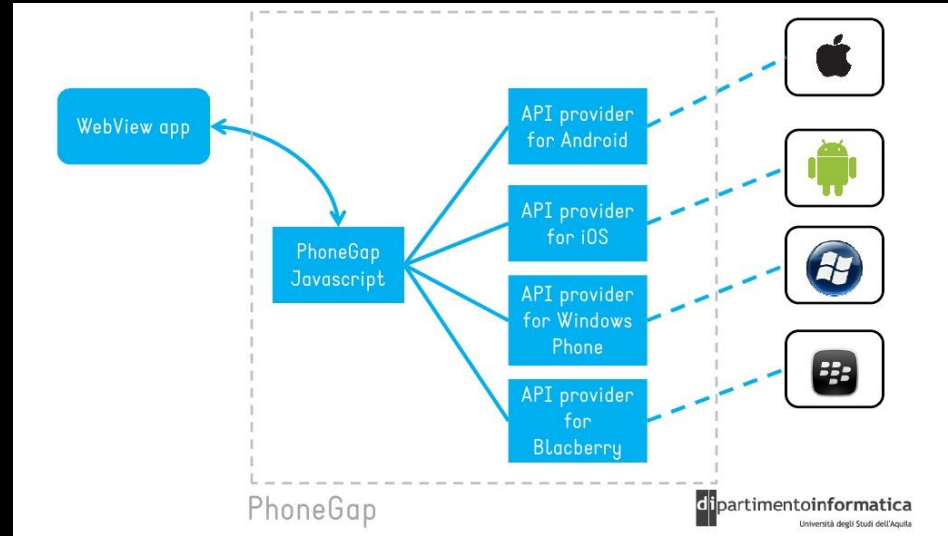 WebView app
PhoneGap
Javascript
API provider
for Android
API provider
for iOS
API provider
for Windows
Phone
API provider
for
Blacberry
PhoneGap
dipartimentoinformatica
Università degli Studi dell'Aquila